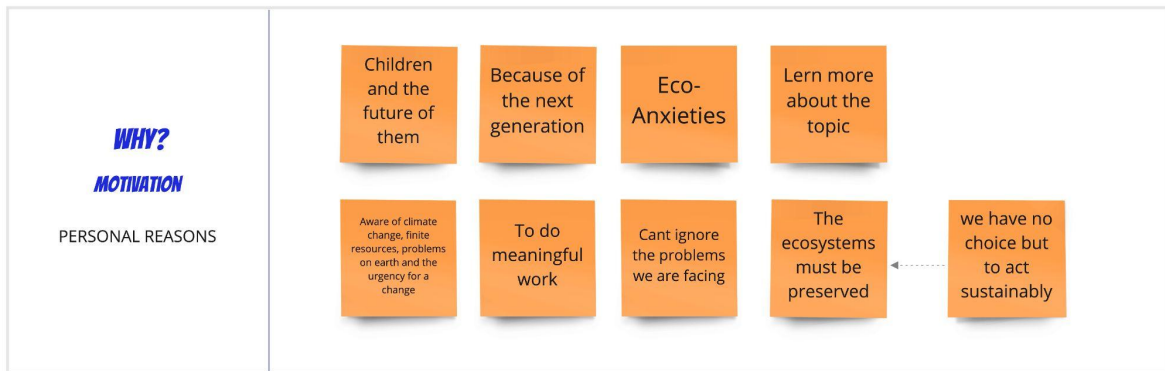 WHY?
MOTIVATION
PERSONAL REASONS
Children
and the
future of
them
Because of
the next
generation
Eco-
Anxieties
Lern more
about the
topic
Aware of climate
change, finite
resources, problems
on earth and the
urgency for a
change
To do
meaningful
work
Cant ignore
the problems
we are facing
The
ecosystems
must be
preserved
we have no
choice but
to act
sustainably